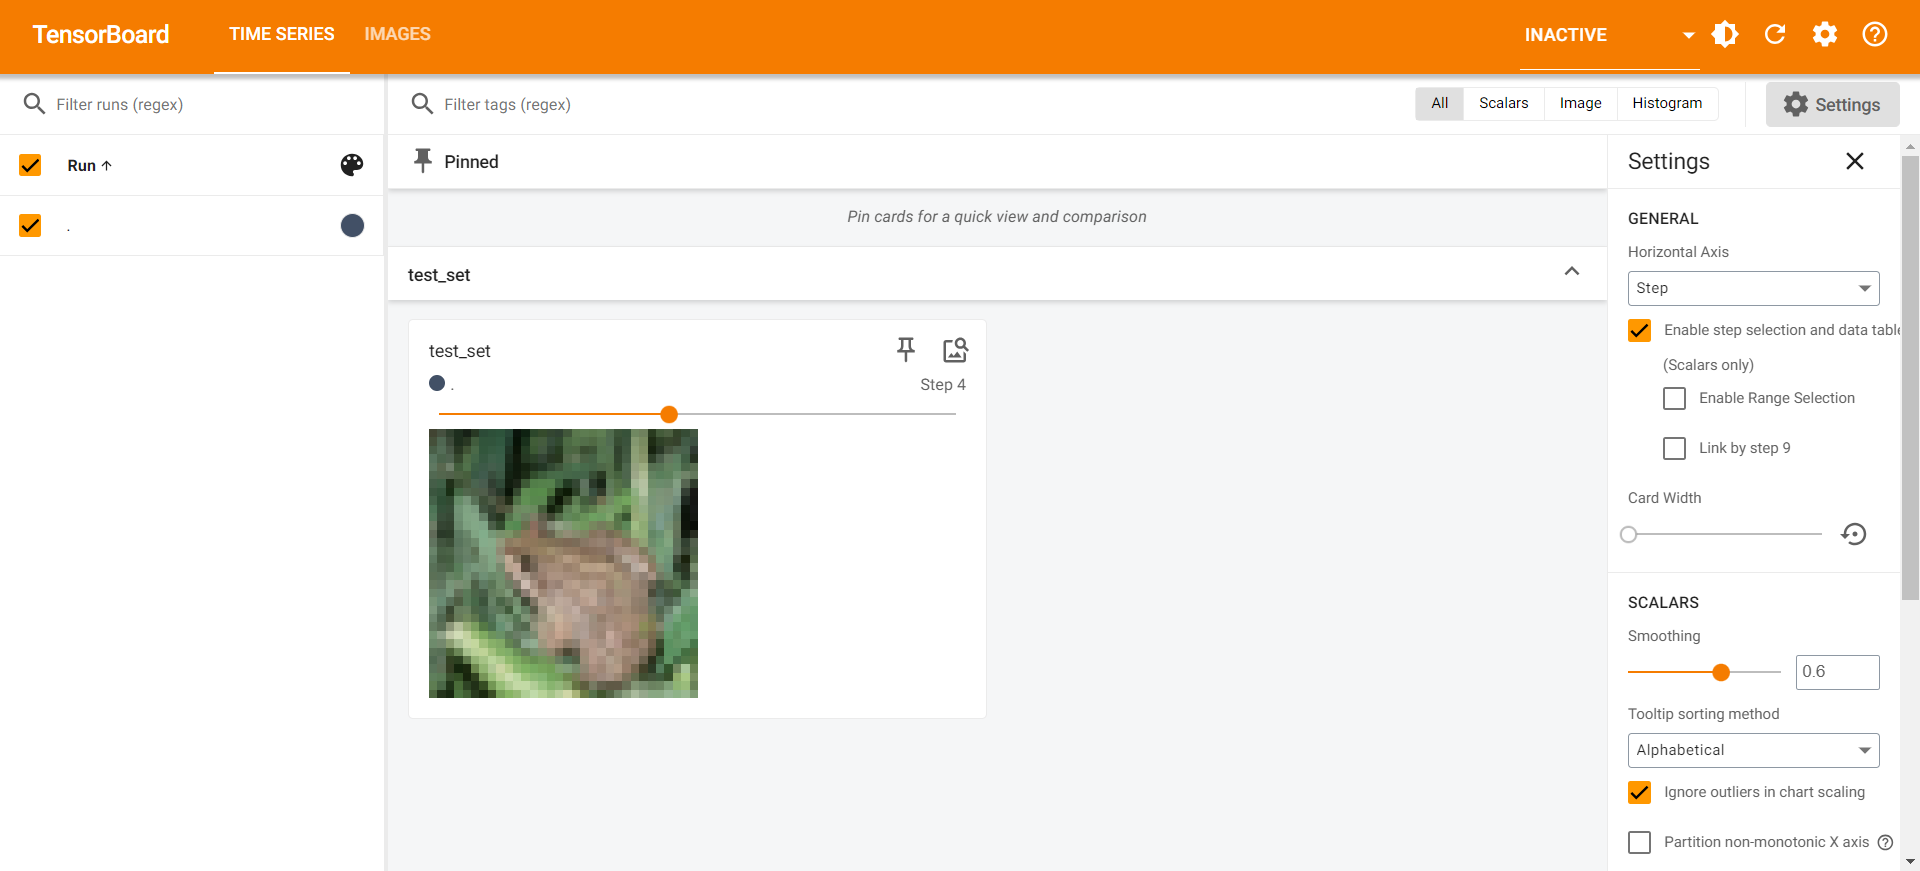 TensorBoard TIME SERIES IMAGES INACTIVE
Filter runs (regex)
Run
.
Filter tags (regex)
All Scalars Image Histogram
Settings
Pinned
Pin cards for a quick view and comparison
test_set
test_set
. Step 4
Settings
GENERAL
Horizontal Axis
Step
Enable step selection and data table
(Scalars only)
Enable Range Selection
Link by step 9
Card Width
SCALARS
Smoothing
0.6
Tooltip sorting method
Alphabetical
Ignore outliers in chart scaling
Partition non-monotonic X axis